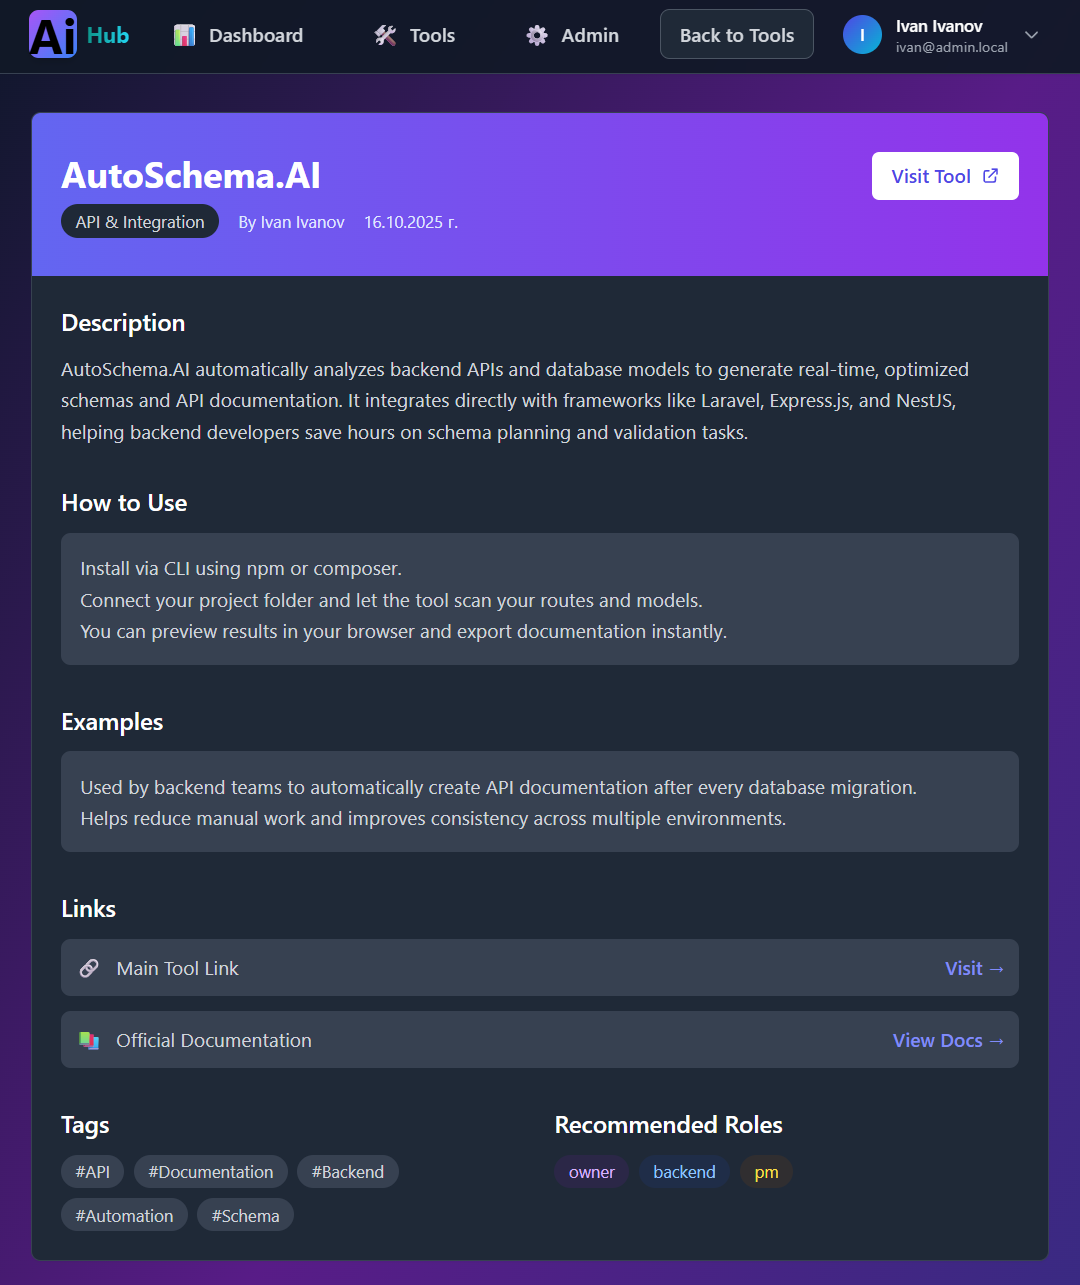 Ai Hub
Dashboard
Tools
Admin
Back to Tools
I
Ivan Ivanov
ivan@admin.local
AutoSchema.AI
Visit Tool
API & Integration
By Ivan Ivanov
16.10.2025 г.
Description
AutoSchema.AI automatically analyzes backend APIs and database models to generate real-time, optimized
schemas and API documentation. It integrates directly with frameworks like Laravel, Express.js, and NestJS,
helping backend developers save hours on schema planning and validation tasks.
How to Use
Install via CLI using npm or composer.
Connect your project folder and let the tool scan your routes and models.
You can preview results in your browser and export documentation instantly.
Examples
Used by backend teams to automatically create API documentation after every database migration.
Helps reduce manual work and improves consistency across multiple environments.
Links
Main Tool Link
Visit →
Official Documentation
View Docs →
Tags
#API
#Documentation
#Backend
#Automation
#Schema
Recommended Roles
owner
backend
pm